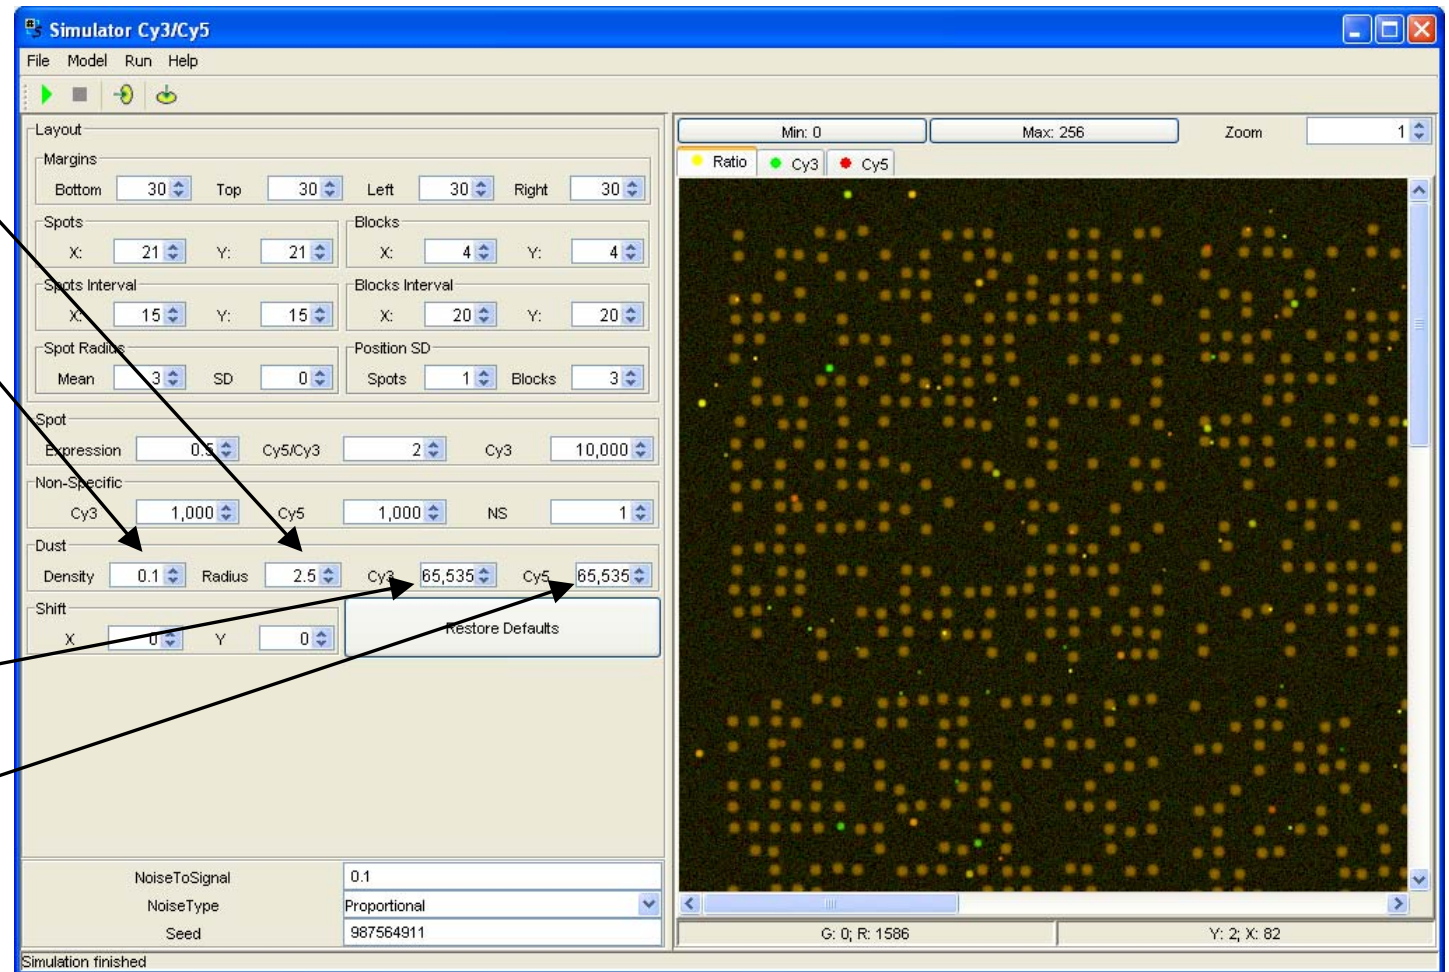 Simulator Cy3/Cy5
File Model Run Help
Layout
Margins
Bottom 30 Top 30 Left 30 Right 30
Spots
X: 21 Y: 21
Blocks
X: 4 Y: 4
Spots Interval
X: 15 Y: 15
Blocks Interval
X: 20 Y: 20
Spot Radius
Mean 3 SD 0
Position SD
Spots 1 Blocks 3
Spot
Expression 0.5 Cy5/Cy3 2 Cy3 10,000
Non-Specific
Cy3 1,000 Cy5 1,000 NS 1
Dust
Density 0.1 Radius 2.5 Cy3 65,535 Cy5 65,535
Shift
X 0 Y 0
Restore Defaults
NoiseToSignal 0.1
NoiseType Proportional
Seed 987564911
Simulation finished
Min: 0 Max: 256 Zoom 1
Ratio Cy3 Cy5
G: 0; R: 1586 Y: 2; X: 82